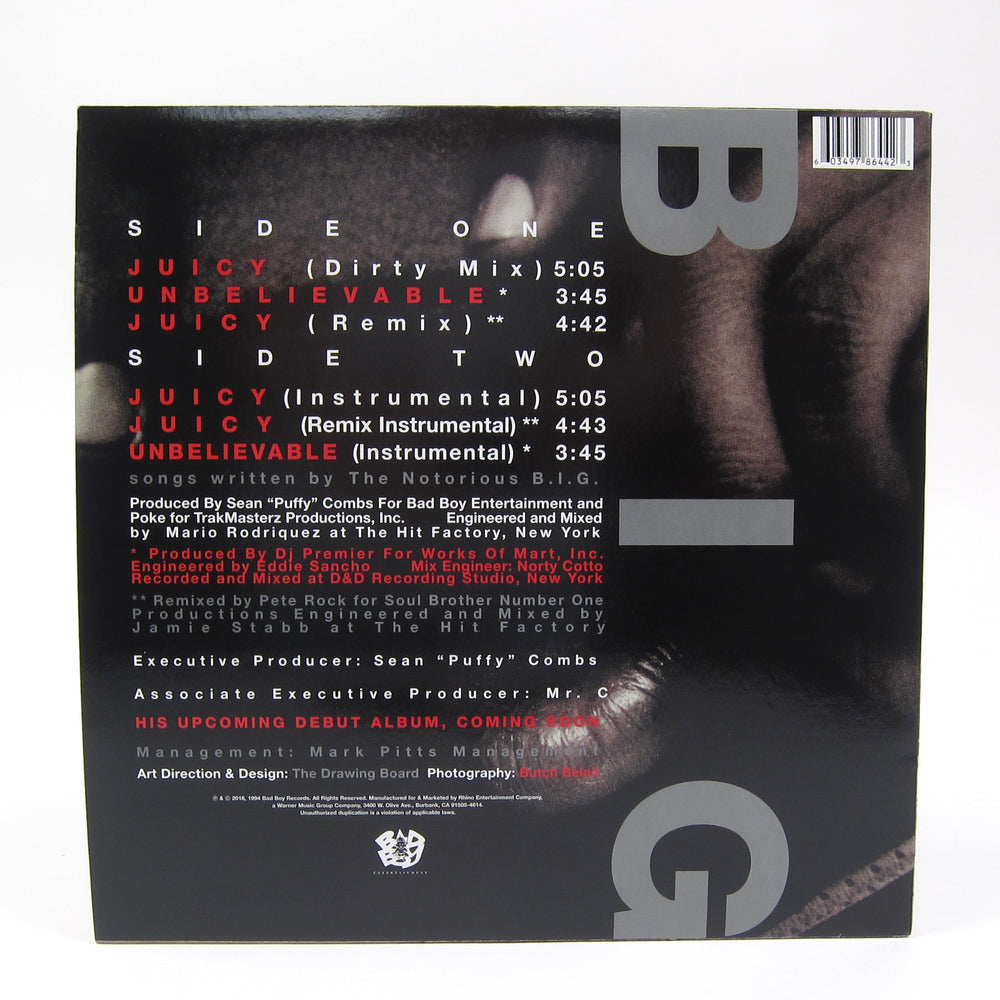 B I G
6 03497 86442 3
SIDE ONE
JUICY (Dirty Mix) 5:05
UNBELIEVABLE * 3:45
JUICY (Remix) ** 4:42
SIDE TWO
JUICY (Instrumental) 5:05
JUICY (Remix Instrumental) ** 4:43
UNBELIEVABLE (Instrumental) * 3:45
songs written by The Notorious B.I.G.
Produced By Sean “Puffy” Combs For Bad Boy Entertainment and
Poke for TrakMasterz Productions, Inc. Engineered and Mixed
by Mario Rodriquez at The Hit Factory, New York
* Produced By Dj Premier For Works Of Mart, Inc.
Engineered by Eddie Sancho Mix Engineer: Norty Cotto
Recorded and Mixed at D&D Recording Studio, New York
** Remixed by Pete Rock for Soul Brother Number One
Productions Engineered and Mixed by
Jamie Stabb at The Hit Factory
Executive Producer: Sean “Puffy” Combs
Associate Executive Producer: Mr. C
HIS UPCOMING DEBUT ALBUM, COMING SOON
Management: Mark Pitts Management
Art Direction & Design: The Drawing Board Photography: Butch Belair
℗ & © 2018, 1994 Bad Boy Records. All Rights Reserved. Manufactured for & Marketed by Rhino Entertainment Company,
a Warner Music Group Company, 3400 W. Olive Ave., Burbank, CA 91505-4614.
Unauthorized duplication is a violation of applicable laws.
BAD BOY
ENTERTAINMENT